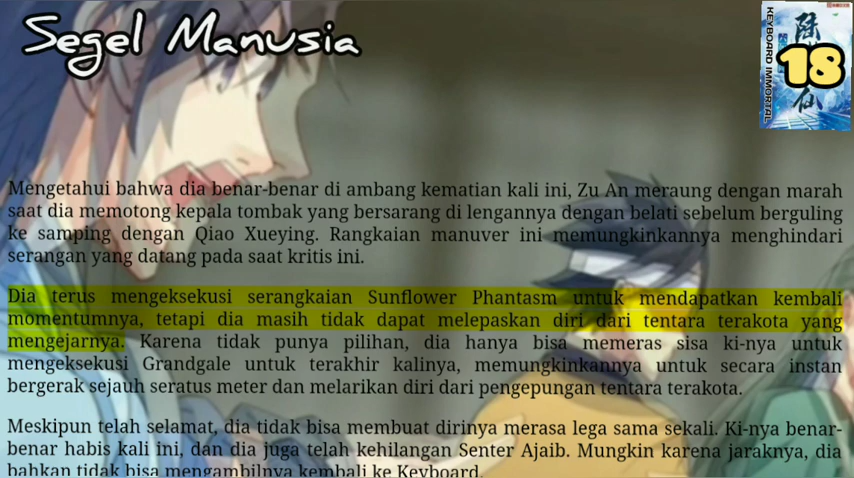 Segel Manusia
陸
仙
KEYBOARD IMMORTAL
18
Mengetahui bahwa dia benar-benar di ambang kematian kali ini, Zu An meraung dengan marah
saat dia memotong kepala tombak yang bersarang di lengannya dengan belati sebelum berguling
ke samping dengan Qiao Xueying. Rangkaian manuver ini memungkinkannya menghindari
serangan yang datang pada saat kritis ini.
Dia terus mengeksekusi serangkaian Sunflower Phantasm untuk mendapatkan kembali
momentumnya, tetapi dia masih tidak dapat melepaskan diri dari tentara terakota yang
mengejarnya. Karena tidak punya pilihan, dia hanya bisa memeras sisa ki-nya untuk
mengeksekusi Grandgale untuk terakhir kalinya, memungkinkannya untuk secara instan
bergerak sejauh seratus meter dan melarikan diri dari pengepungan tentara terakota.
Meskipun telah selamat, dia tidak bisa membuat dirinya merasa lega sama sekali. Ki-nya benar-
benar habis kali ini, dan dia juga telah kehilangan Senter Ajaib. Mungkin karena jaraknya, dia
bahkan tidak bisa mengambilnya kembali ke Keyboard.